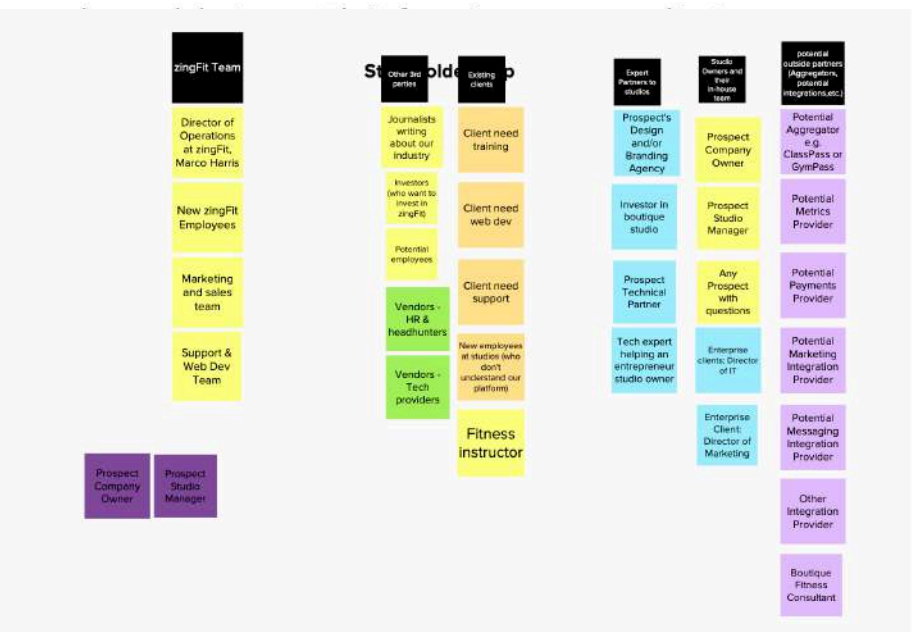 zingFit Team
Director of
Operations
at zingFit,
Marco Harris
New zingFit
Employees
Marketing
and sales
team
Support &
Web Dev
Team
Prospect
Company
Owner
Prospect
Studio
Manager
Other 3rd
parties
Journalists
writing
about our
industry
Investors
(who want to
invest in
zingFit)
Potential
employees
Vendors -
HR &
headhunters
Vendors -
Tech
providers
Existing
clients
Client need
training
Client need
web dev
Client need
support
New employees
at studios (who
don't
understand our
platform)
Fitness
instructor
Expert
Partners to
studios
Prospect's
Design
and/or
Branding
Agency
Investor in
boutique
studio
Prospect
Technical
Partner
Tech expert
helping an
entrepreneur
studio owner
Studio
Owners and
their
in-house
team
Prospect
Company
Owner
Prospect
Studio
Manager
Any
Prospect
with
questions
Enterprise
clients; Director
of IT
Enterprise
Client:
Director of
Marketing
potential
outside partners
(Aggregators,
potential
integrations,etc.)
Potential
Aggregator
e.g.
ClassPass or
GymPass
Potential
Metrics
Provider
Potential
Payments
Provider
Potential
Marketing
Integration
Provider
Potential
Messaging
Integration
Provider
Other
Integration
Provider
Boutique
Fitness
Consultant